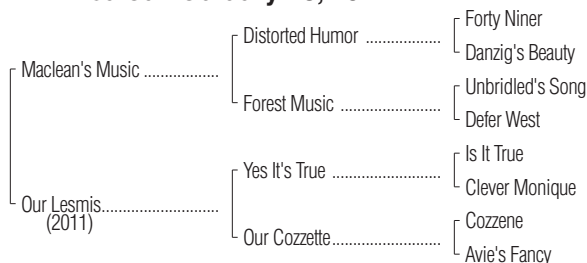 Forty Niner
Distorted Humor ..................
Danzig's Beauty
Maclean's Music ..................
Unbridled's Song
Forest Music ........................
Defer West
Is It True
Yes It's True ..........................
Clever Monique
Our Lesmis............................
(2011)
Cozzene
Our Cozzette..........................
Avie's Fancy